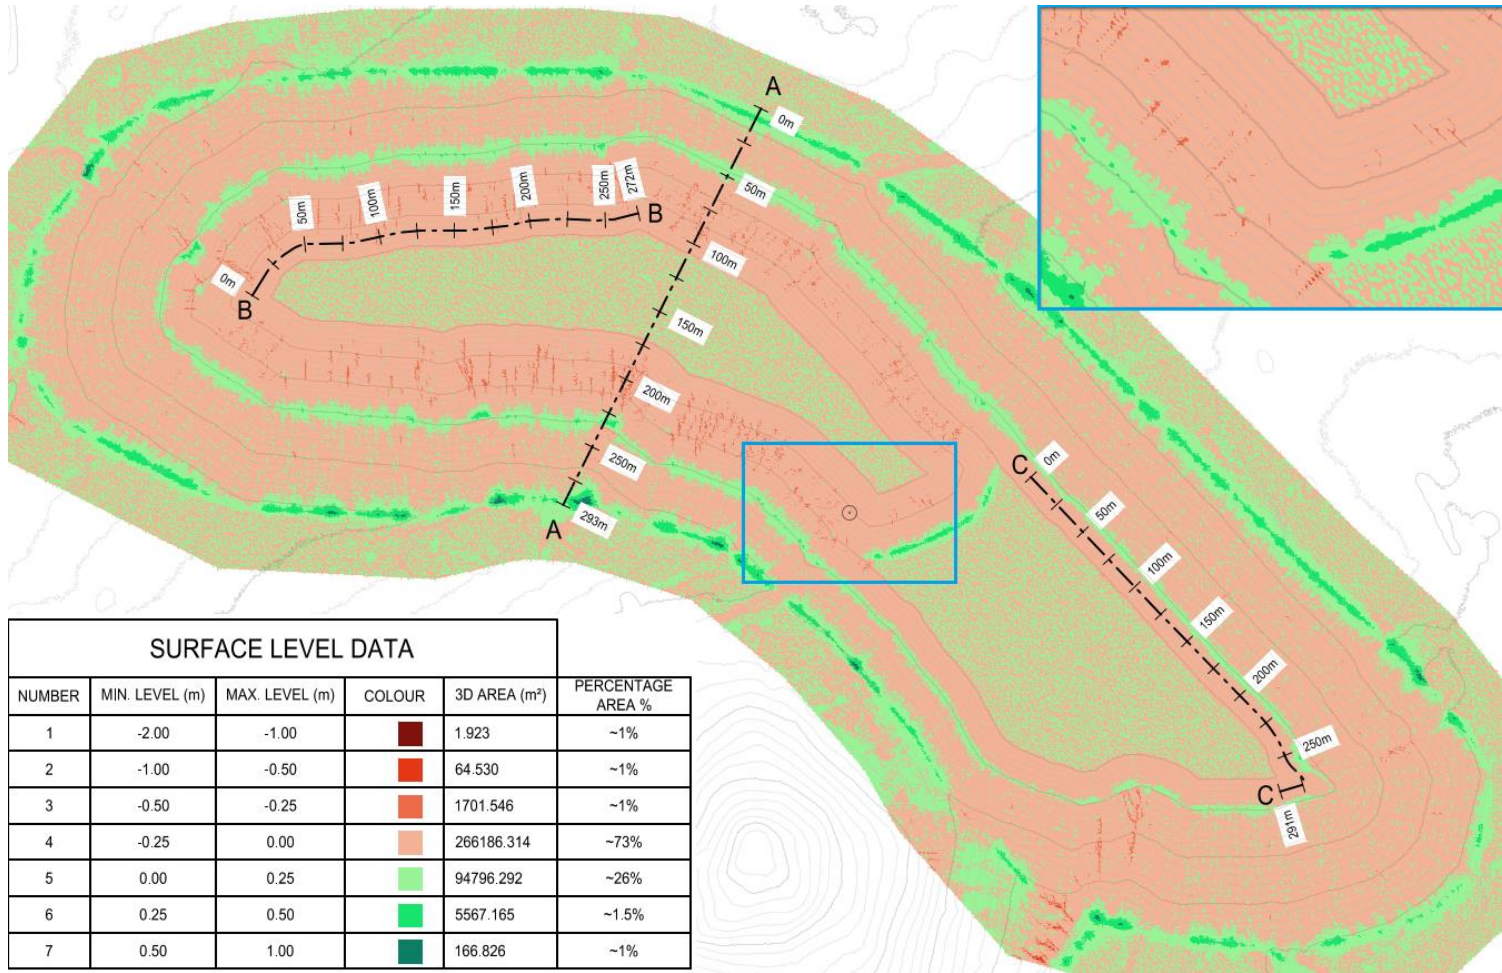 A
0m
50m
100m
150m
200m
250m
293m
A
B
0m
50m
100m
150m
200m
250m
272m
B
C
0m
50m
100m
150m
200m
250m
291m
C
SURFACE LEVEL DATA
NUMBER MIN. LEVEL (m) MAX. LEVEL (m) COLOUR 3D AREA (m²) PERCENTAGE AREA %
1 -2.00 -1.00 1.923 ~1%
2 -1.00 -0.50 64.530 ~1%
3 -0.50 -0.25 1701.546 ~1%
4 -0.25 0.00 266186.314 ~73%
5 0.00 0.25 94796.292 ~26%
6 0.25 0.50 5567.165 ~1.5%
7 0.50 1.00 166.826 ~1%